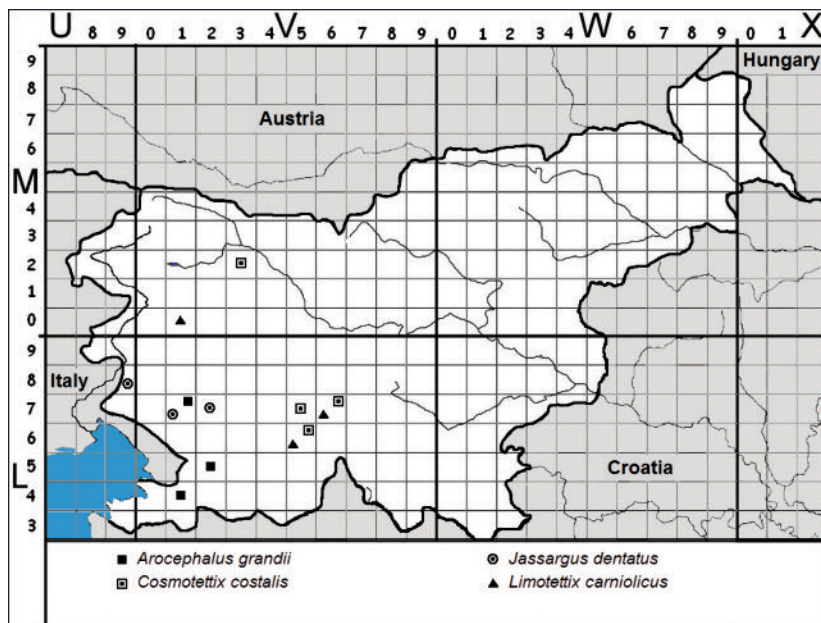 U 8 9 0 1 2 3 4 V 5 6 7 8 9 0 1 2 3 4 W 6 7 8 9 0 1 X
9
Hungary
8
Austria
7
6
M
4
3
2
1
0
9
Italy
8
7
6
L 5
Croatia
4
3
Arocephalus grandii
Jassargus dentatus
Cosmotettix costalis
Limotettix carniolicus